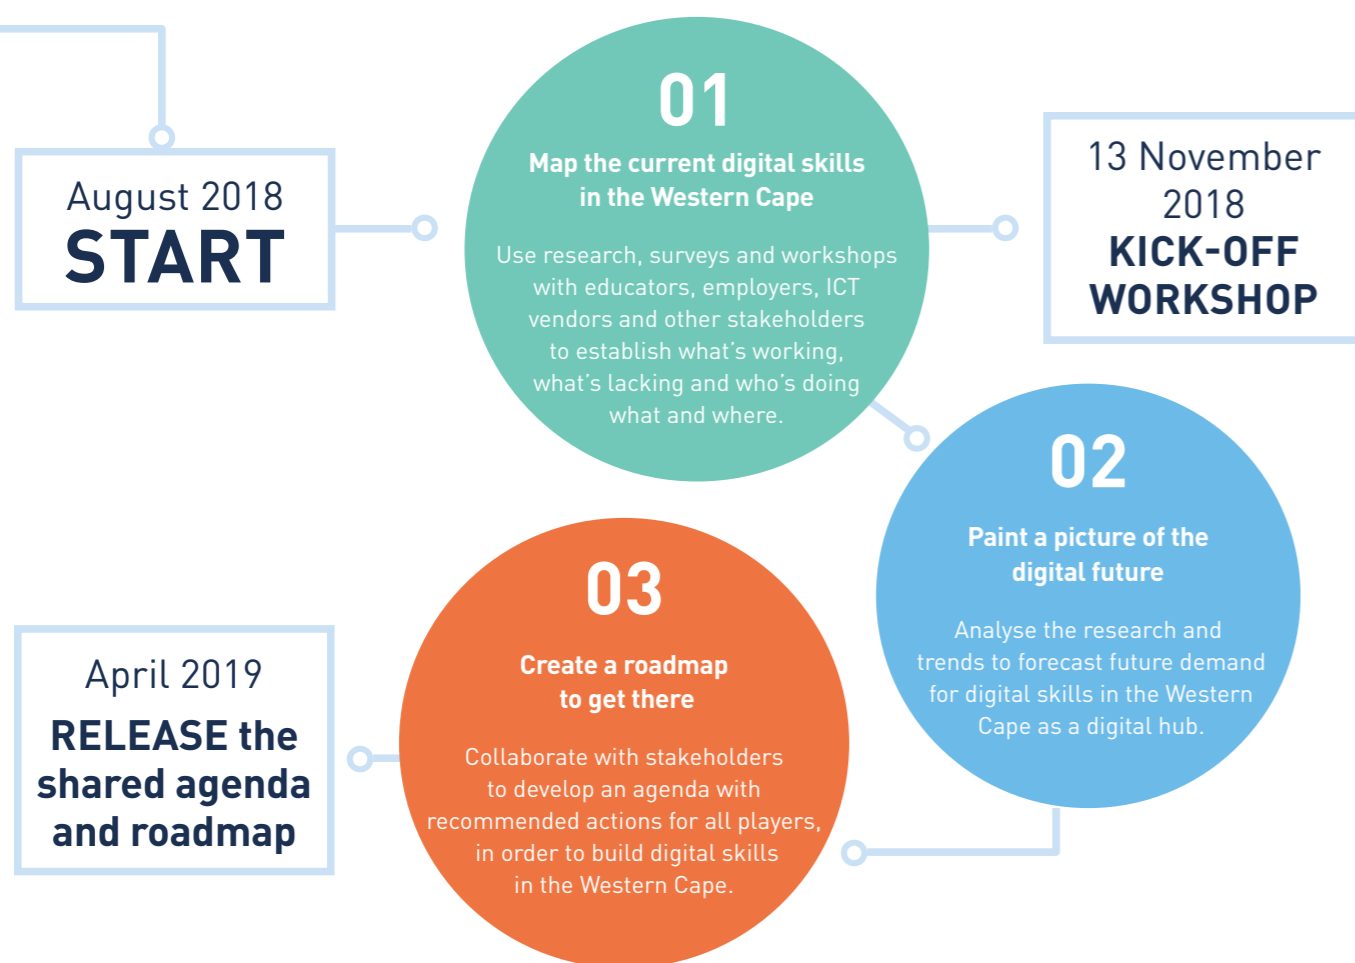 August 2018
START
01
Map the current digital skills
in the Western Cape
Use research, surveys and workshops
with educators, employers, ICT
vendors and other stakeholders
to establish what's working,
what's lacking and who's doing
what and where.
13 November
2018
KICK-OFF
WORKSHOP
02
Paint a picture of the
digital future
Analyse the research and
trends to forecast future demand
for digital skills in the Western
Cape as a digital hub.
03
Create a roadmap
to get there
Collaborate with stakeholders
to develop an agenda with
recommended actions for all players,
in order to build digital skills
in the Western Cape.
April 2019
RELEASE the
shared agenda
and roadmap